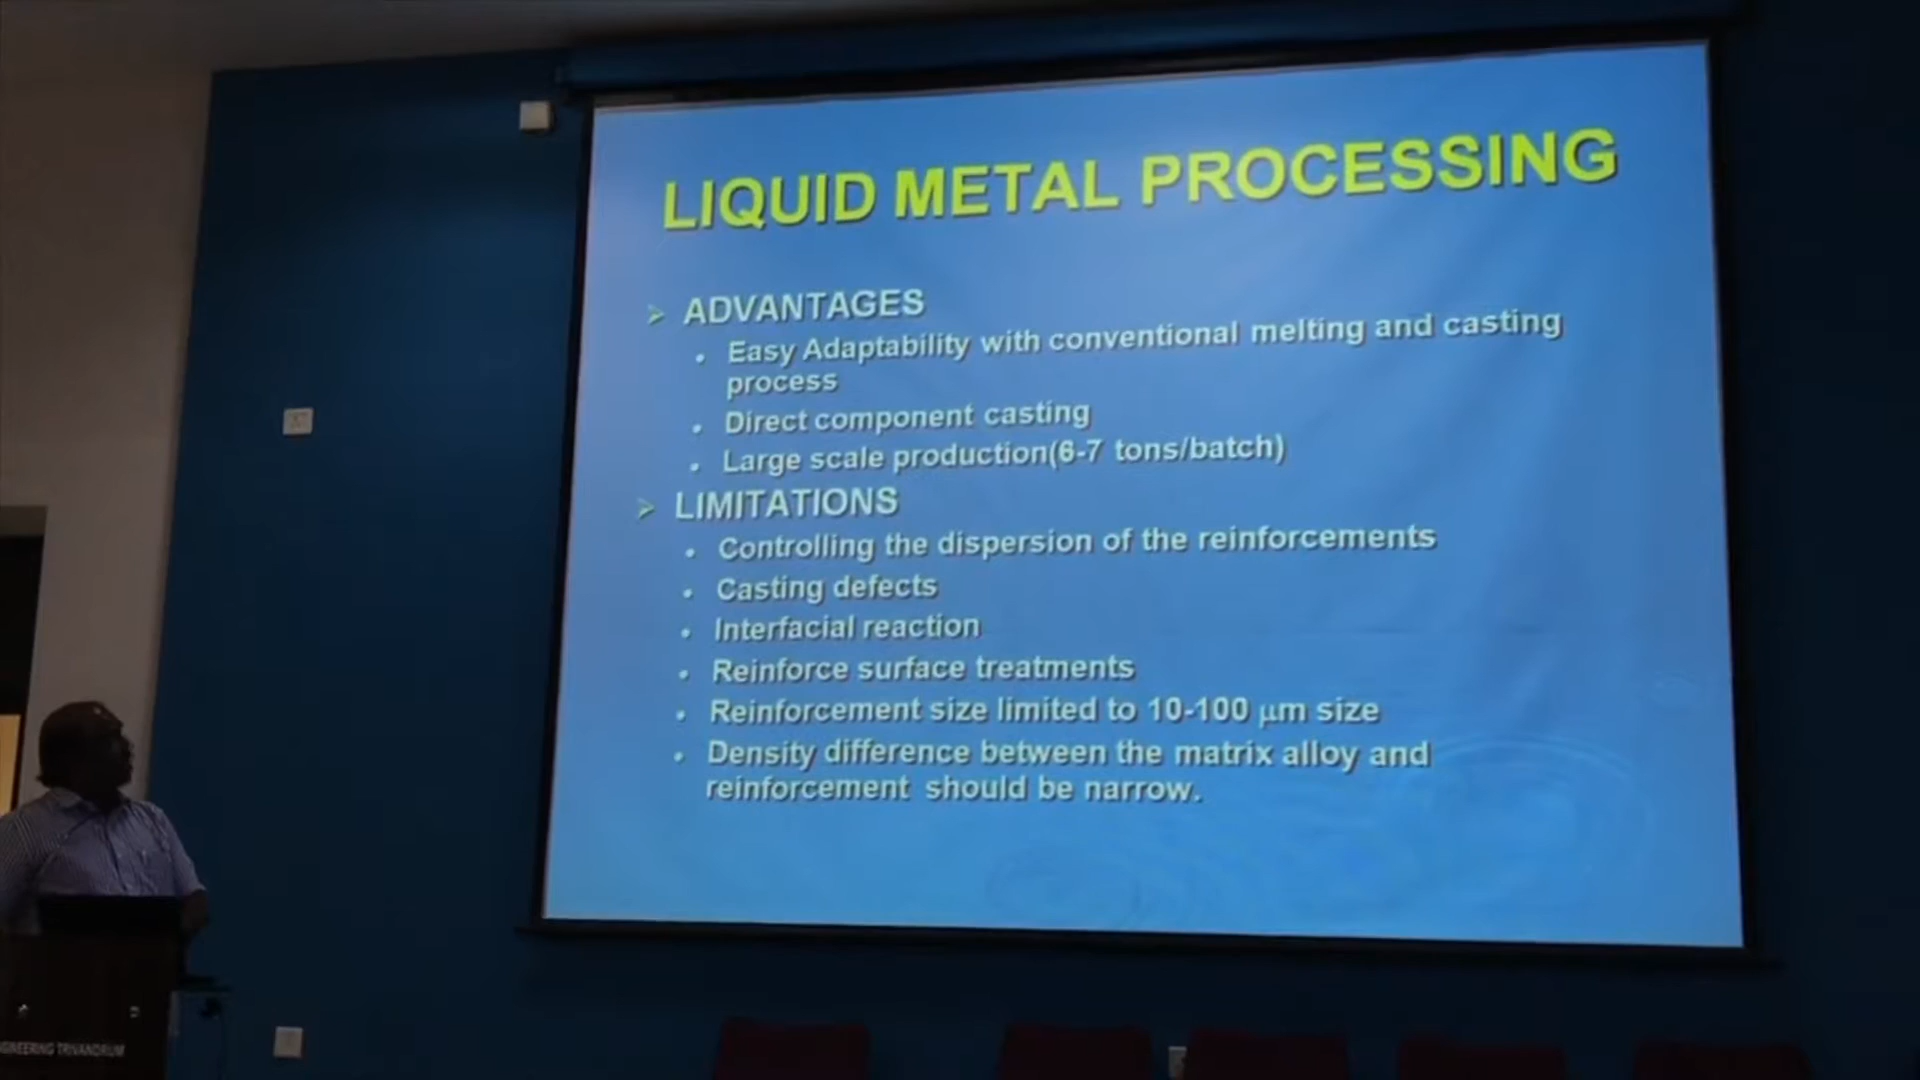 LIQUID METAL PROCESSING
ADVANTAGES
Easy Adaptability with conventional melting and casting
process
Direct component casting
Large scale production(6-7 tons/batch)
LIMITATIONS
Controlling the dispersion of the reinforcements
Casting defects
Interfacial reaction
Reinforce surface treatments
Reinforcement size limited to 10-100 μm size
Density difference between the matrix alloy and
reinforcement should be narrow.
TRIVANDRUM